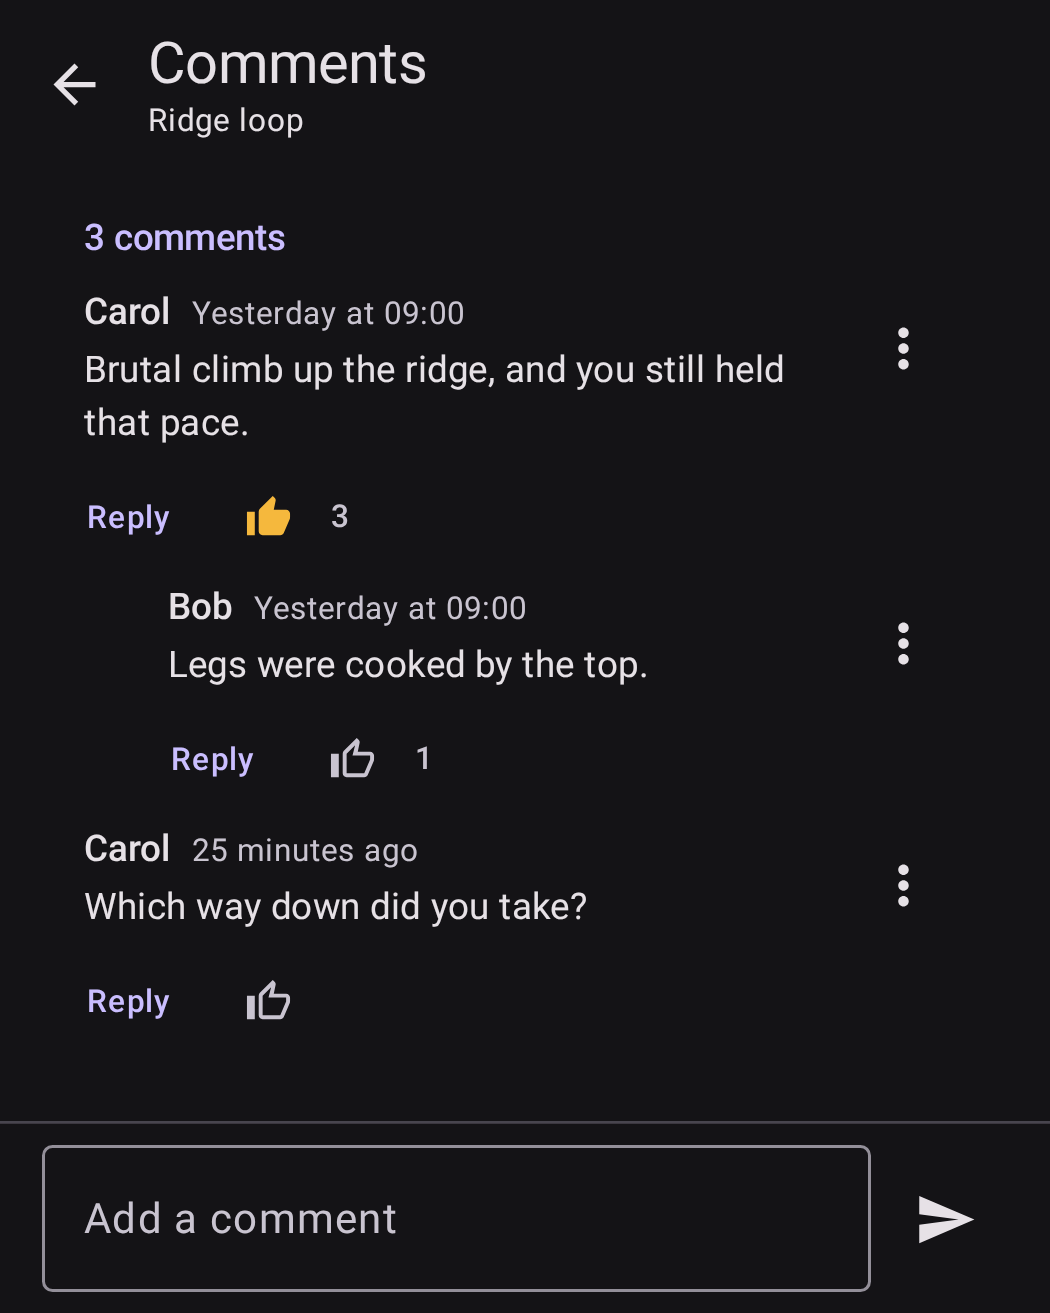 Comments
Ridge loop
3 comments
Carol Yesterday at 09:00
Brutal climb up the ridge, and you still held
that pace.
Reply 3
Bob Yesterday at 09:00
Legs were cooked by the top.
Reply 1
Carol 25 minutes ago
Which way down did you take?
Reply
Add a comment